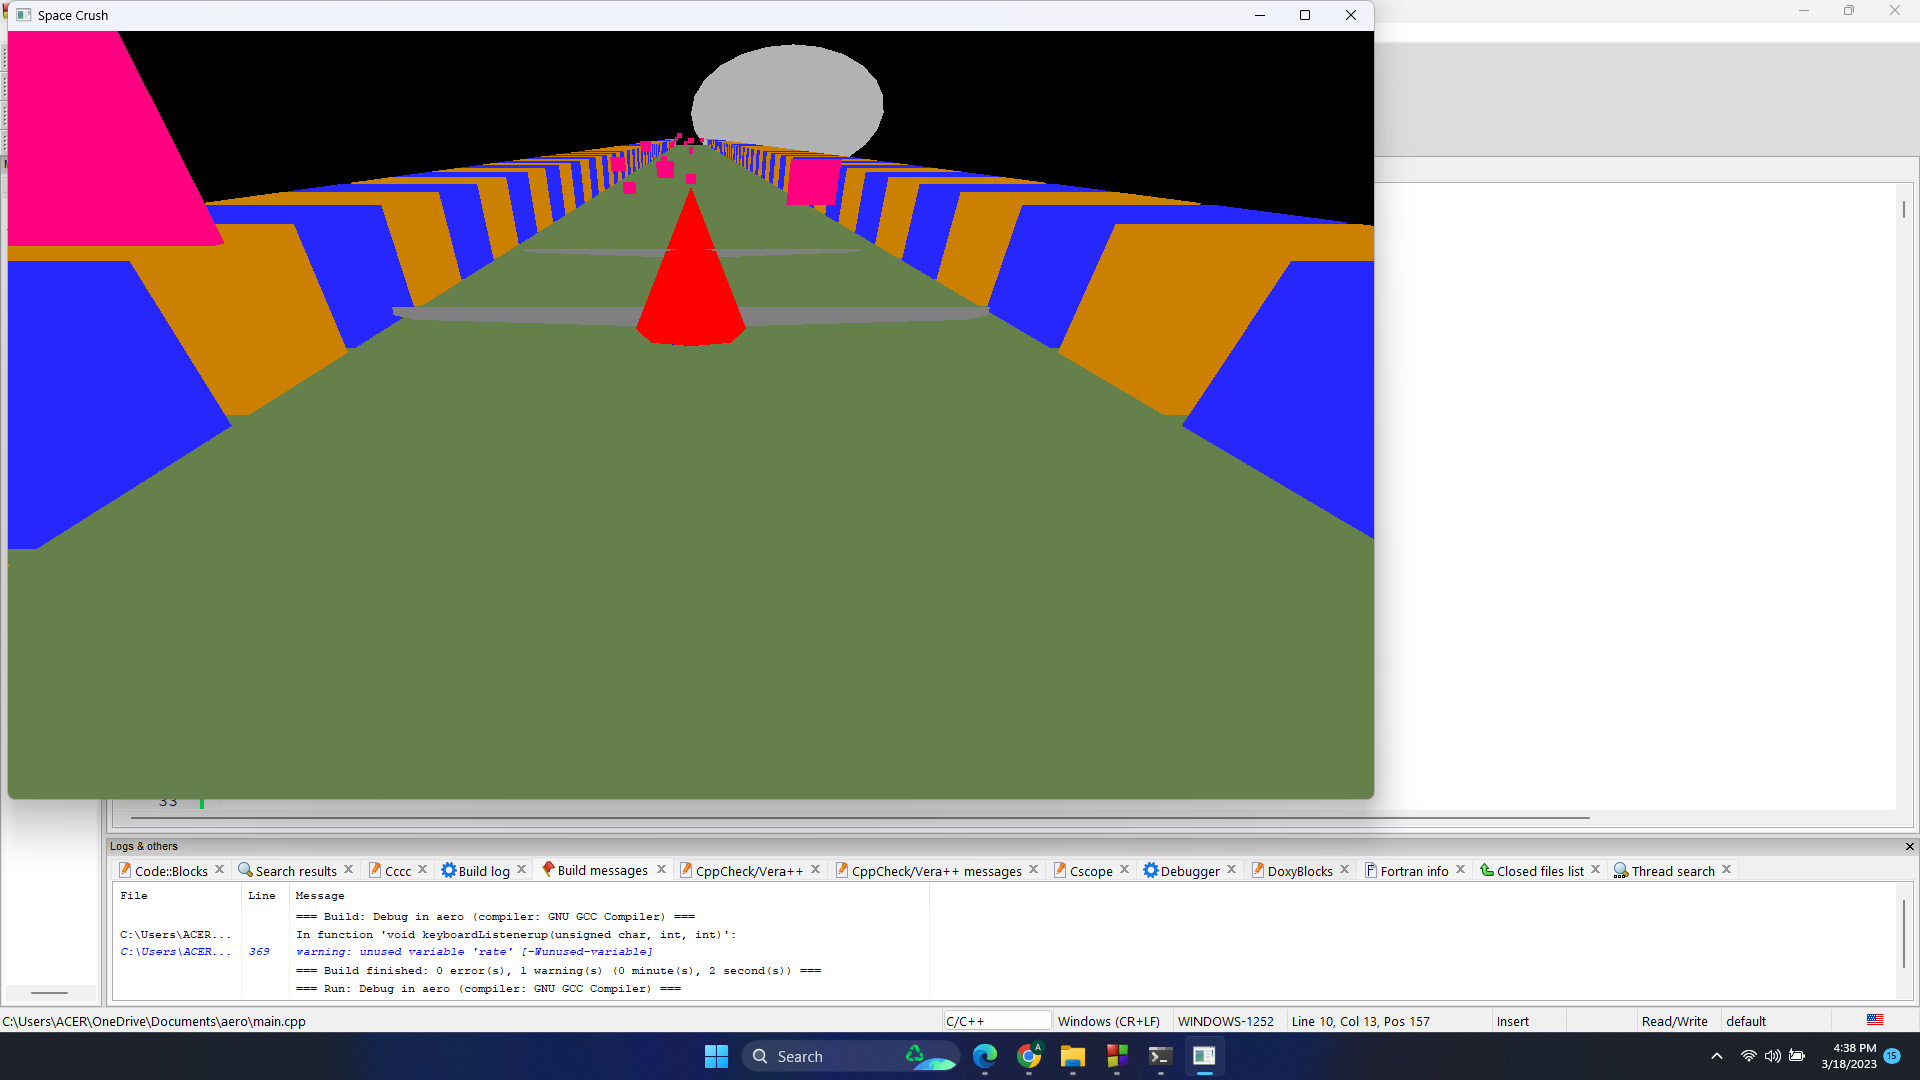 Space Crush
33
Logs & others
Code::Blocks Search results Cccc Build log Build messages CppCheck/Vera++ CppCheck/Vera++ messages Cscope Debugger DoxyBlocks Fortran info Closed files list Thread search
File Line Message
=== Build: Debug in aero (compiler: GNU GCC Compiler) ===
C:\Users\ACER... In function 'void keyboardListenerup(unsigned char, int, int)':
C:\Users\ACER... 369 warning: unused variable 'rate' [-Wunused-variable]
=== Build finished: 0 error(s), 1 warning(s) (0 minute(s), 2 second(s)) ===
=== Run: Debug in aero (compiler: GNU GCC Compiler) ===
C:\Users\ACER\OneDrive\Documents\aero\main.cpp C/C++ Windows (CR+LF) WINDOWS-1252 Line 10, Col 13, Pos 157 Insert Read/Write default
Search A 4:38 PM
3/18/2023 15